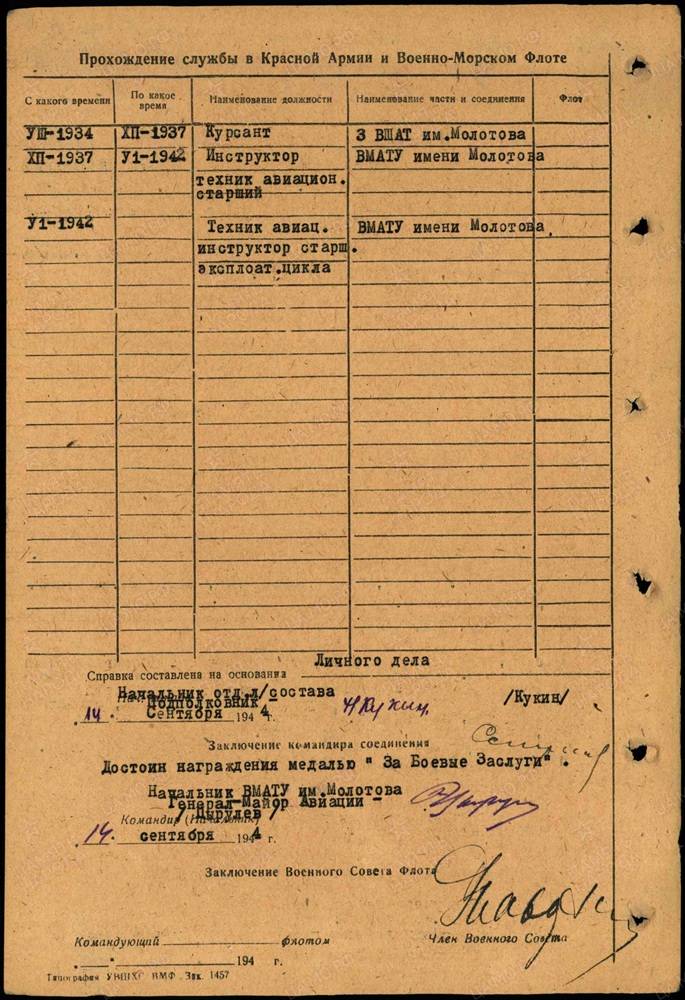 Прохождение службы в Красной Армии и Военно-Морском Флоте
С какого времени По какое время Наименование должности Наименование части и соединения Флот
УШ-1934 ХП-1937 Курсант 3 ВШАТ им.Молотова
ХП-1937 У1-1942 Инструктор ВМАТУ имени Молотова
техник авиацион.
старший
У1-1942 Техник авиац. ВМАТУ имени Молотова.
инструктор старш.
эксплоат.цикла
Справка составлена на основании Личного дела
Начальник отд.л/состава
Подполковник-
Н Кукин. /Кукин/
"14" Сентября 1944 г.
Заключение командира соединения
Достоин награждения медалью " За Боевые Заслуги" .
Начальник ВМАТУ им.Молотова
Генерал-Майор Авиации -
Командир (Начальник)
/ Цырулев /
"14" сентября 1944 г.
Заключение Военного Совета Флота
Командующий флотом
Член Военного Совета
" " 194 г.
Типография УВШХС ВМФ Зак. 1457